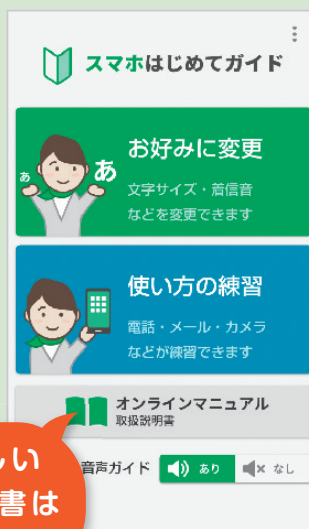 スマホはじめてガイド
お好みに変更
あ
あ
文字サイズ・着信音
などを変更できます
使い方の練習
電話・メール・カメラ
などが練習できます
オンラインマニュアル
取扱説明書
しい
書は
音声ガイド
あり
なし